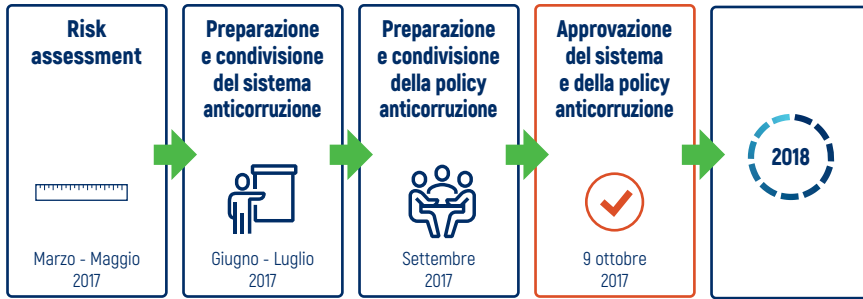 Risk
assessment
Marzo - Maggio
2017
Preparazione
e condivisione
del sistema
anticorruzione
Giugno - Luglio
2017
Preparazione
e condivisione
della policy
anticorruzione
Settembre
2017
Approvazione
del sistema
e della policy
anticorruzione
9 ottobre
2017
2018